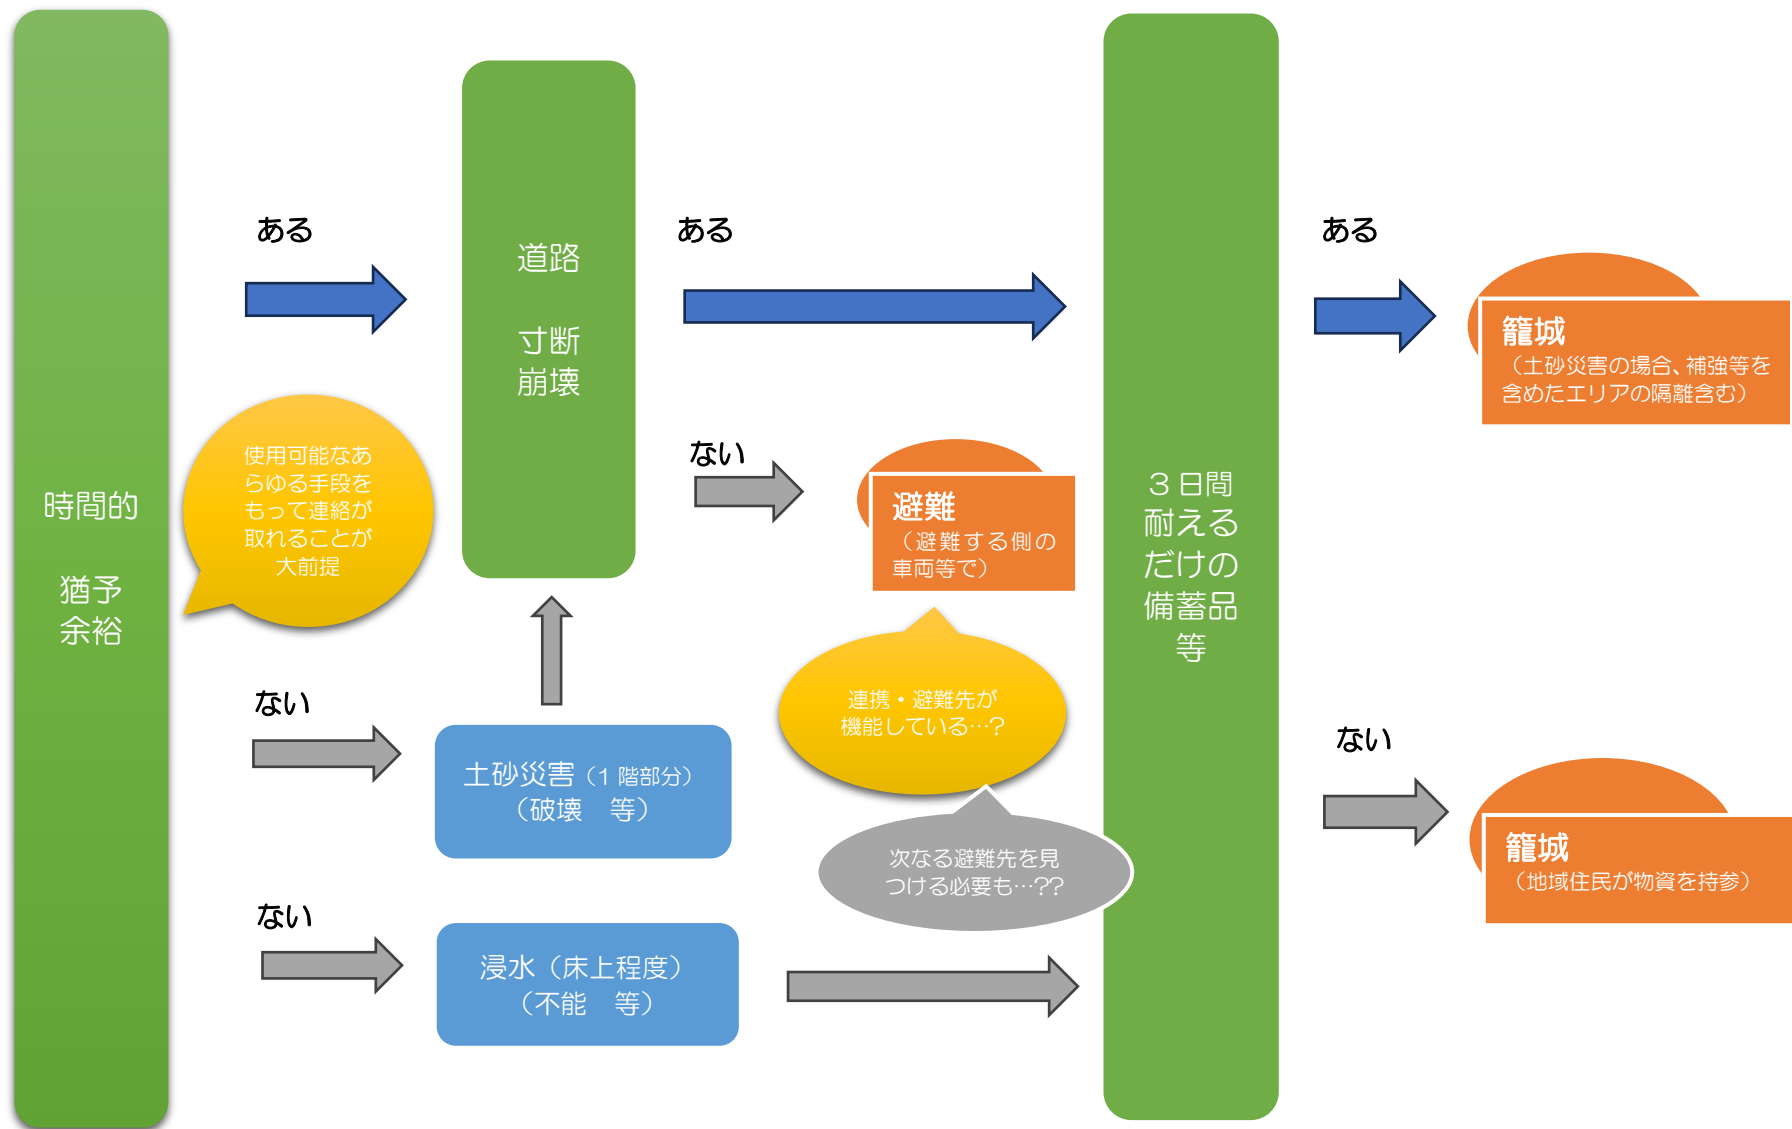 時間的
猶予
余裕
ある
使用可能なあ
らゆる手段を
もって連絡が
取れることが
大前提
ない
ない
道路
寸断
崩壊
土砂災害（1 階部分）
（破壊　等）
浸水（床上程度）
（不能　等）
ある
ない
避難
（避難する側の
車両等で）
連携・避難先が
機能している…?
次なる避難先を見
つける必要も…??
３日間
耐える
だけの
備蓄品
等
ある
籠城
（土砂災害の場合、補強等を
含めたエリアの隔離含む）
ない
籠城
（地域住民が物資を持参）